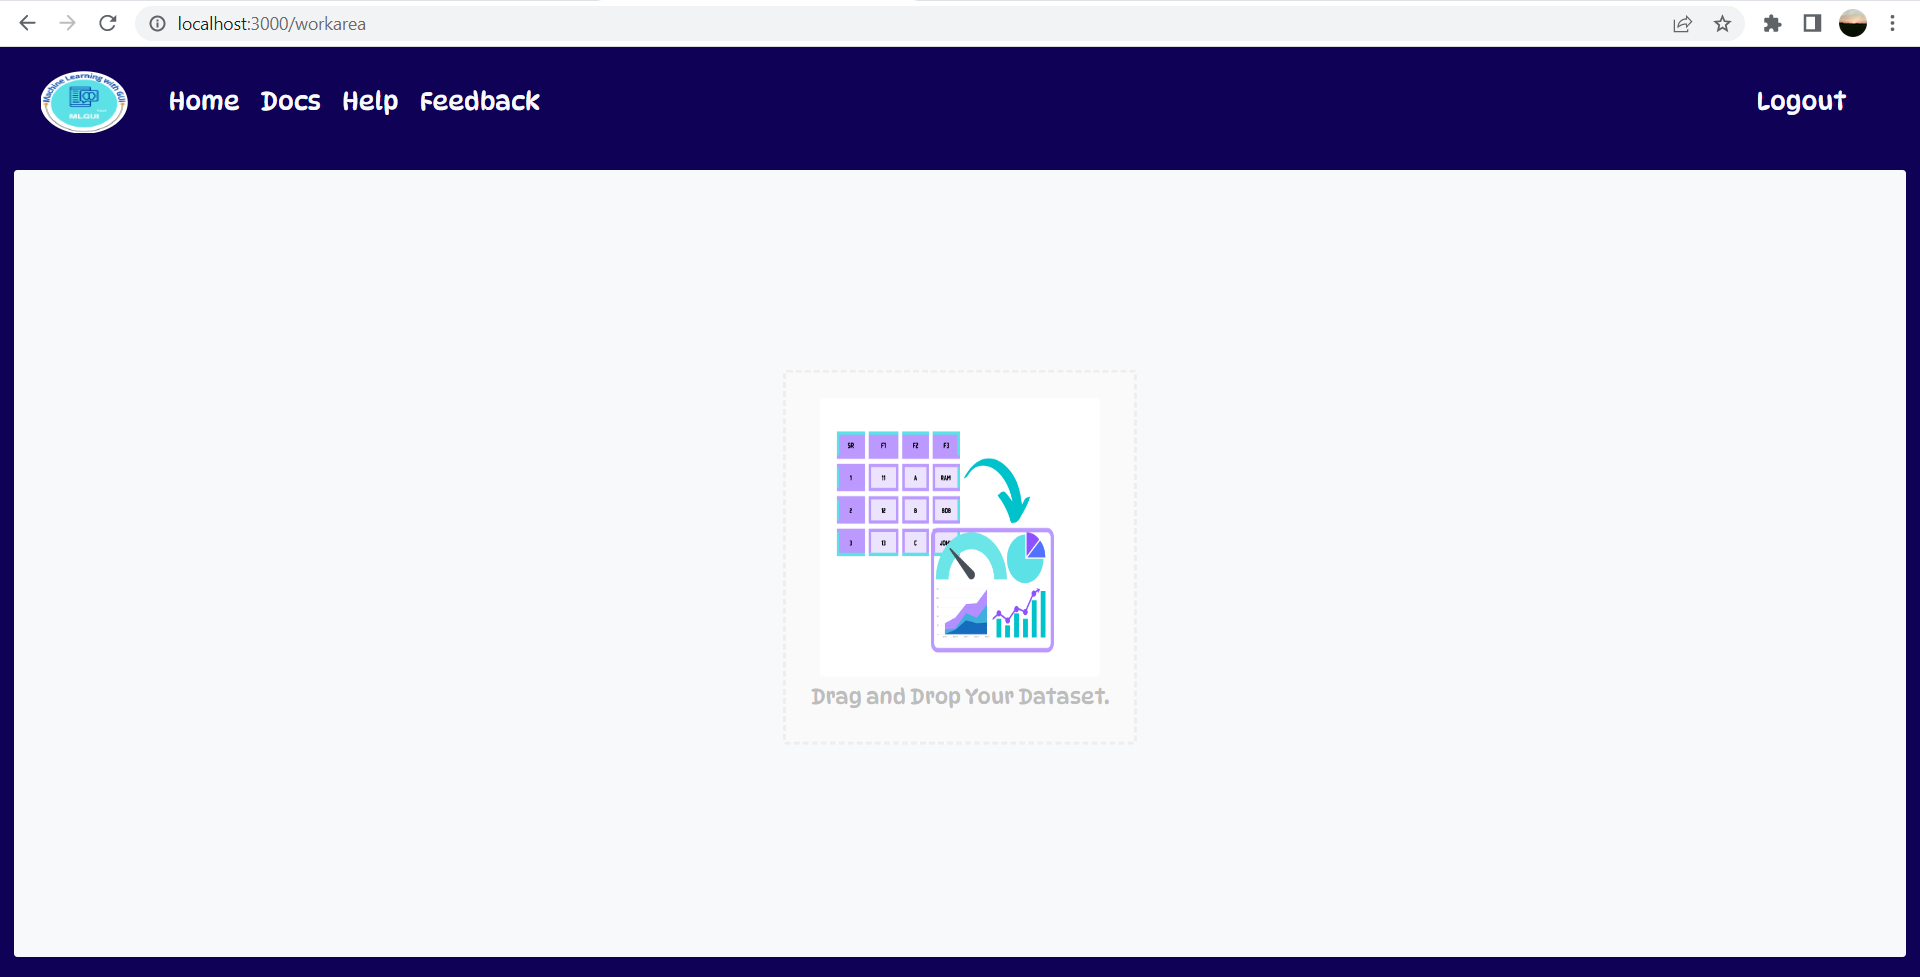 localhost:3000/workarea
Machine Learning with GUI
MLGUI
Home Docs Help Feedback
Logout
SR F1 F2 F3
1 11 A RAM
2 12 B BOB
3 13 C
Drag and Drop Your Dataset.